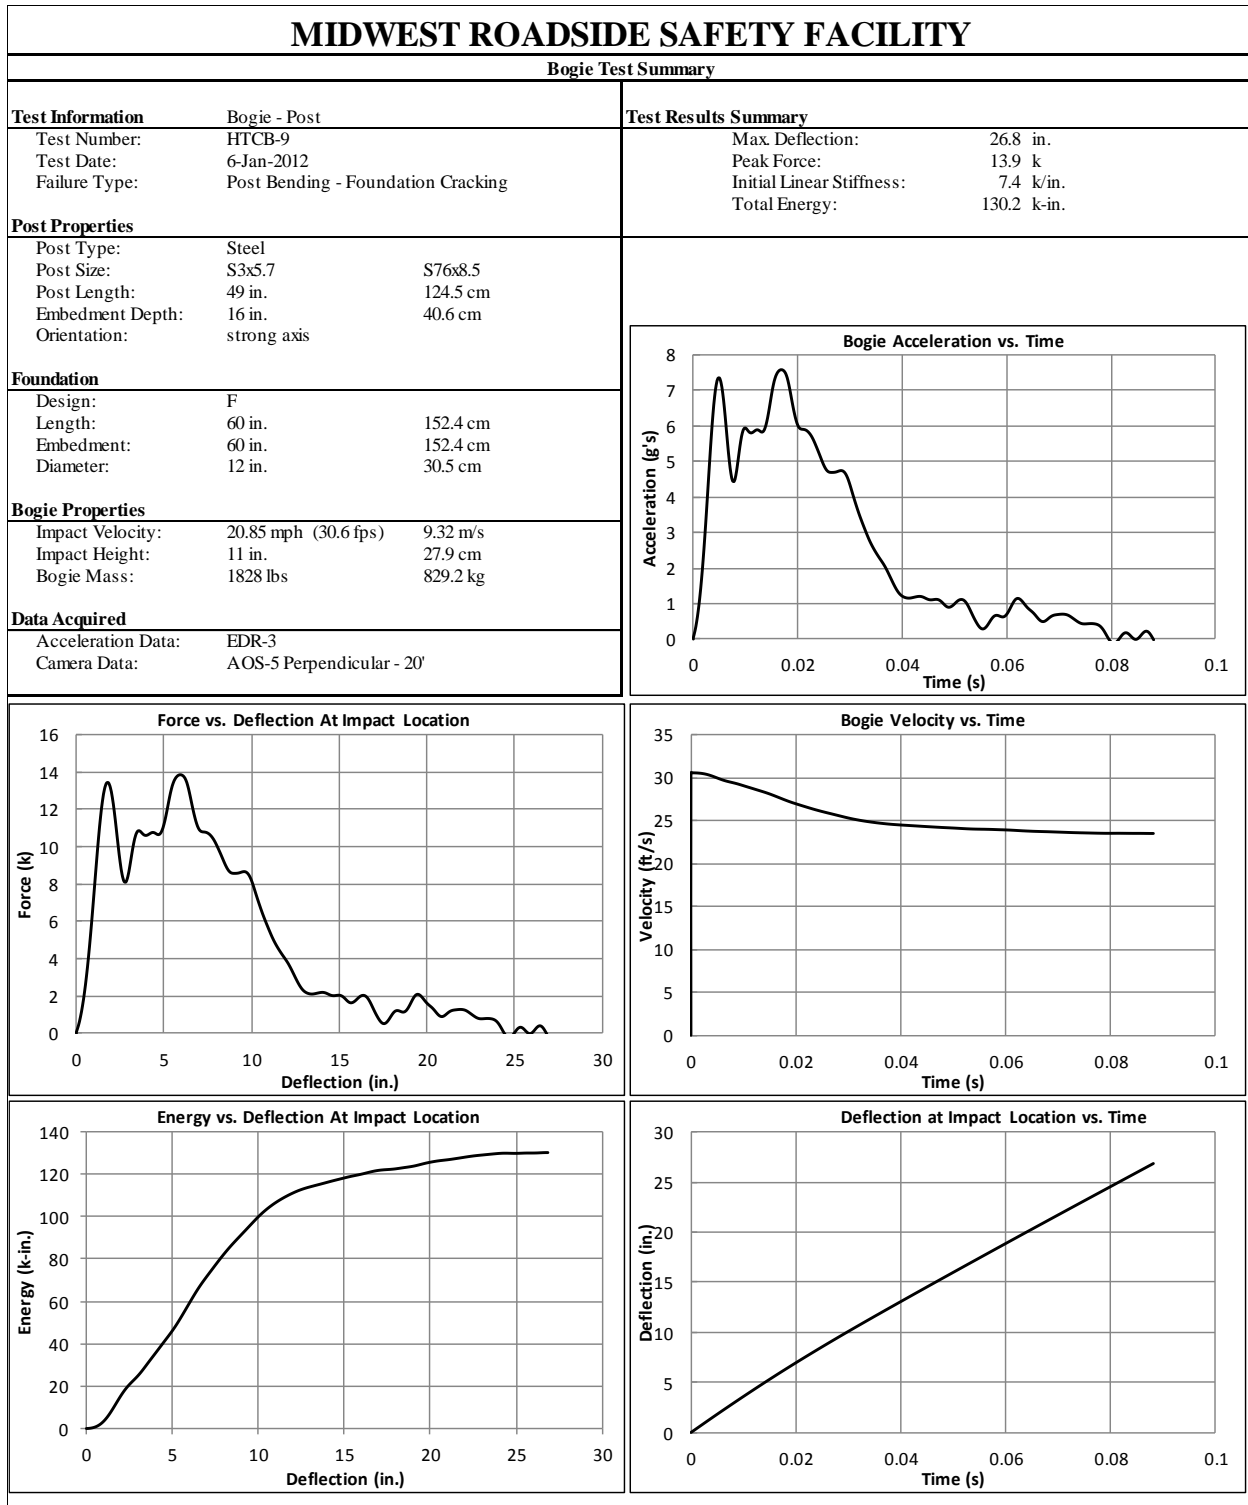 MIDWEST ROADSIDE SAFETY FACILITY
Bogie Test Summary
Test Information Bogie - Post
Test Number: HTCB-9
Test Date: 6-Jan-2012
Failure Type: Post Bending - Foundation Cracking
Post Properties
Post Type: Steel
Post Size: S3x5.7 S76x8.5
Post Length: 49 in. 124.5 cm
Embedment Depth: 16 in. 40.6 cm
Orientation: strong axis
Foundation
Design: F
Length: 60 in. 152.4 cm
Embedment: 60 in. 152.4 cm
Diameter: 12 in. 30.5 cm
Bogie Properties
Impact Velocity: 20.85 mph (30.6 fps) 9.32 m/s
Impact Height: 11 in. 27.9 cm
Bogie Mass: 1828 lbs 829.2 kg
Data Acquired
Acceleration Data: EDR-3
Camera Data: AOS-5 Perpendicular - 20'
Test Results Summary
Max. Deflection: 26.8 in.
Peak Force: 13.9 k
Initial Linear Stiffness: 7.4 k/in.
Total Energy: 130.2 k-in.
Bogie Acceleration vs. Time
Acceleration (g's)
8
7
6
5
4
3
2
1
0
0 0.02 0.04 0.06 0.08 0.1
Time (s)
Force vs. Deflection At Impact Location
Force (k)
16
14
12
10
8
6
4
2
0
0 5 10 15 20 25 30
Deflection (in.)
Bogie Velocity vs. Time
Velocity (ft/s)
35
30
25
20
15
10
5
0
0 0.02 0.04 0.06 0.08 0.1
Time (s)
Energy vs. Deflection At Impact Location
Energy (k-in.)
140
120
100
80
60
40
20
0
0 5 10 15 20 25 30
Deflection (in.)
Deflection at Impact Location vs. Time
Deflection (in.)
30
25
20
15
10
5
0
0 0.02 0.04 0.06 0.08 0.1
Time (s)